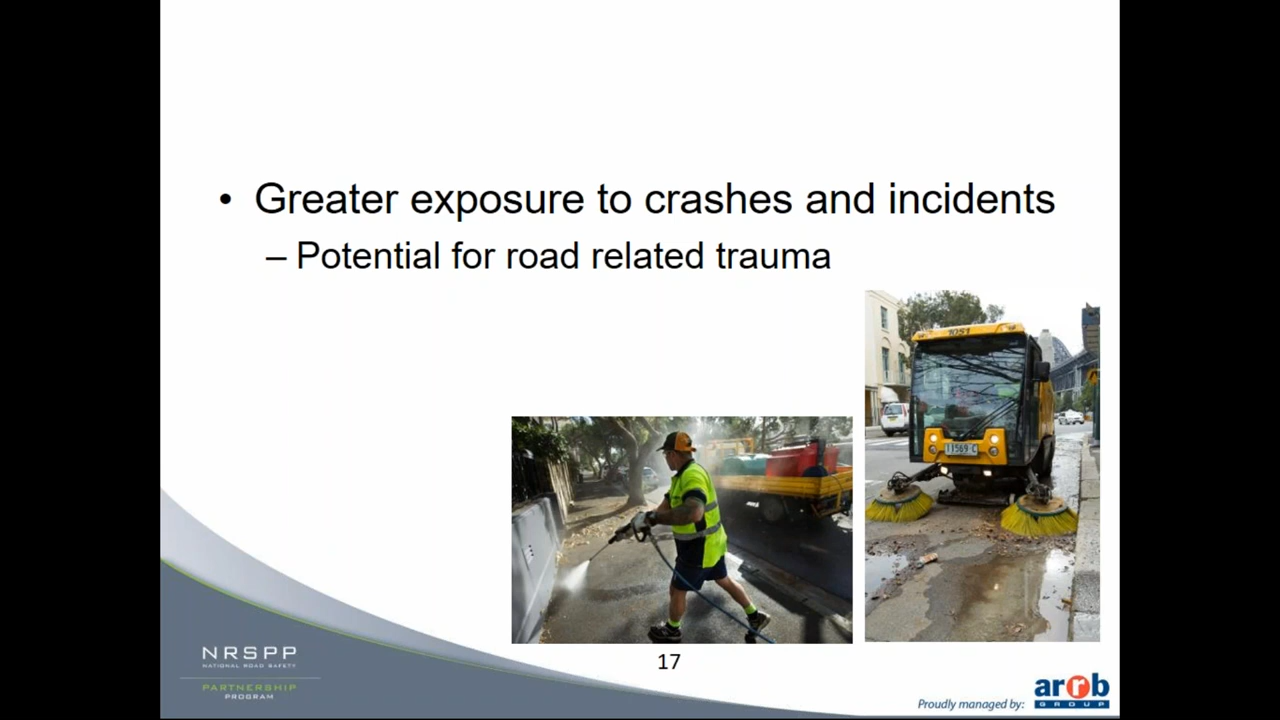 • Greater exposure to crashes and incidents
– Potential for road related trauma
1051
11569 C
17
NRSPP
NATIONAL ROAD SAFETY
PARTNERSHIP
PROGRAM
Proudly managed by:
arrb
GROUP